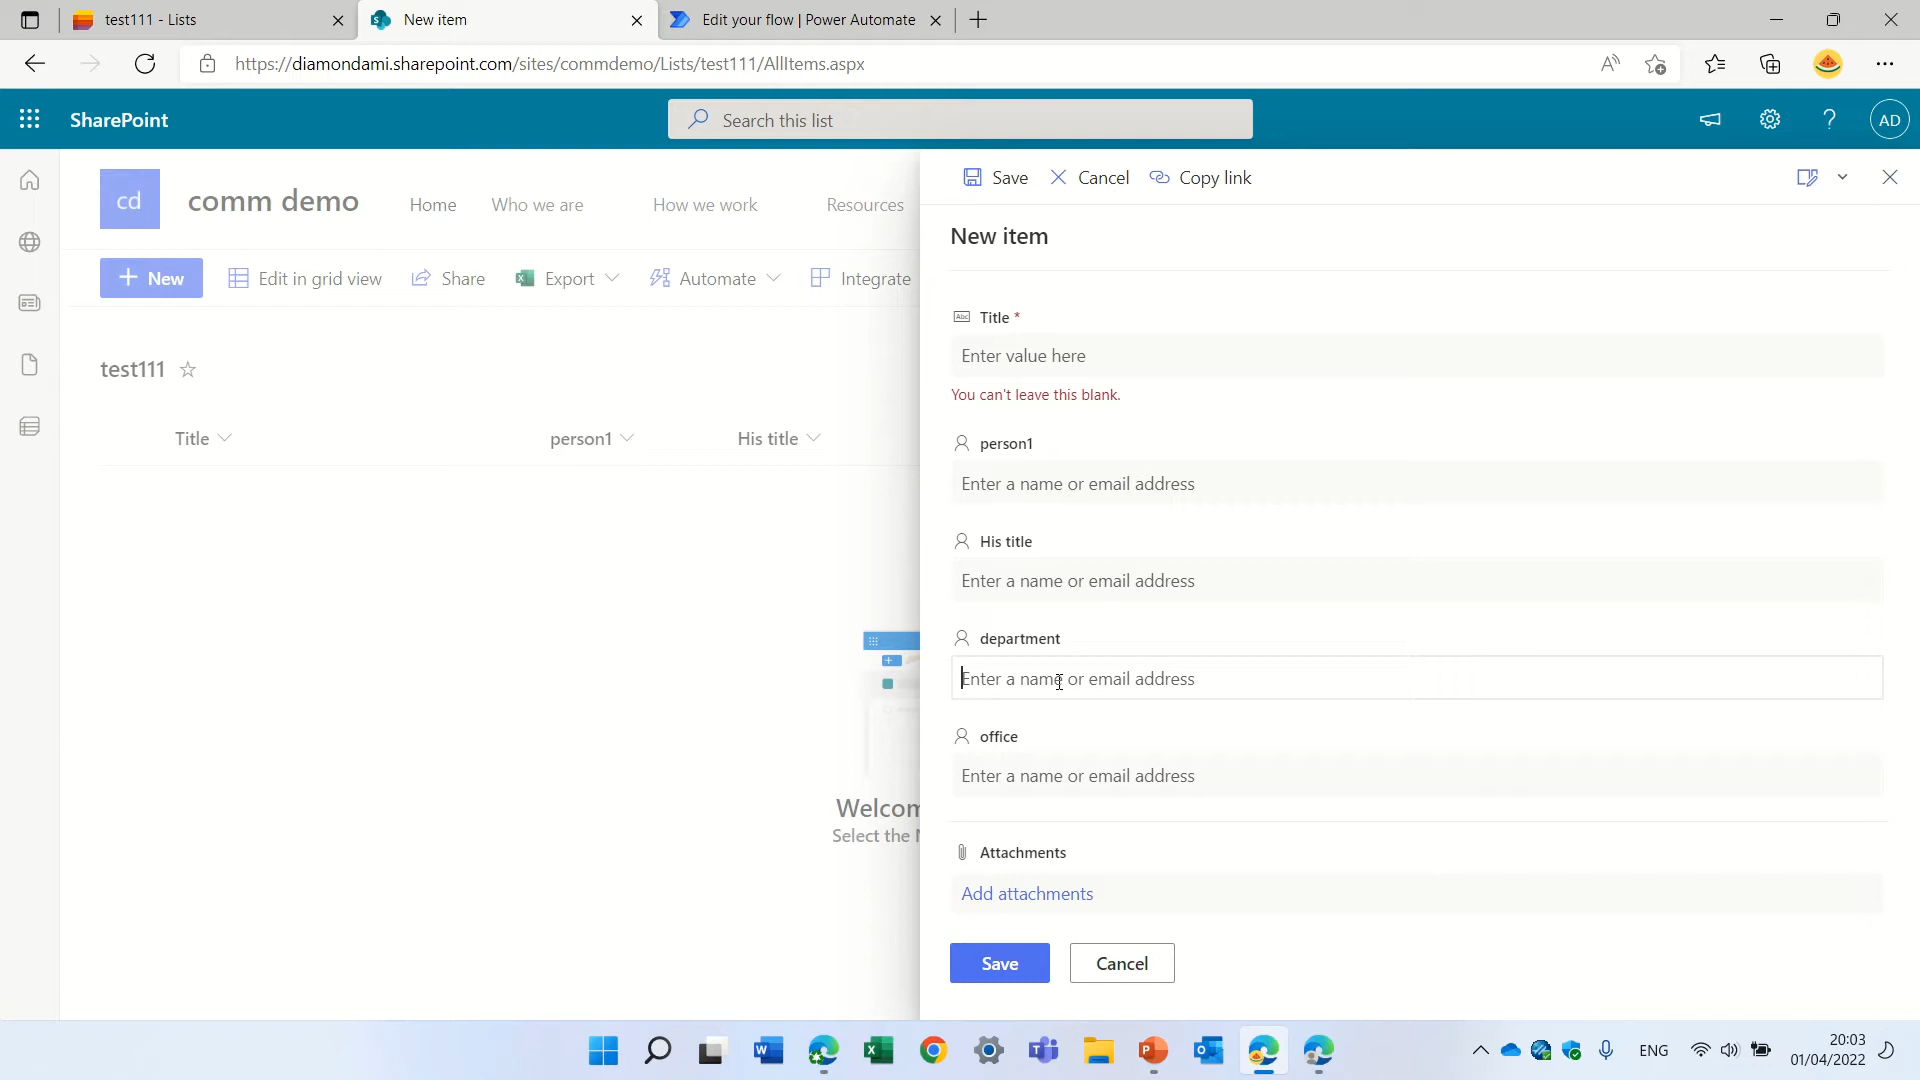 test111 - Lists
New item
Edit your flow | Power Automate
https://diamondami.sharepoint.com/sites/commdemo/Lists/test111/AllItems.aspx
SharePoint
Search this list
AD
cd
comm demo
Home
Who we are
How we work
Resources
Save
Cancel
Copy link
New
Edit in grid view
Share
Export
Automate
Integrate
test111
Title
person1
His title
Welcom
Select the N
New item
Title *
Enter value here
You can't leave this blank.
person1
Enter a name or email address
His title
Enter a name or email address
department
Enter a name or email address
office
Enter a name or email address
Attachments
Add attachments
Save
Cancel
ENG
20:03
01/04/2022